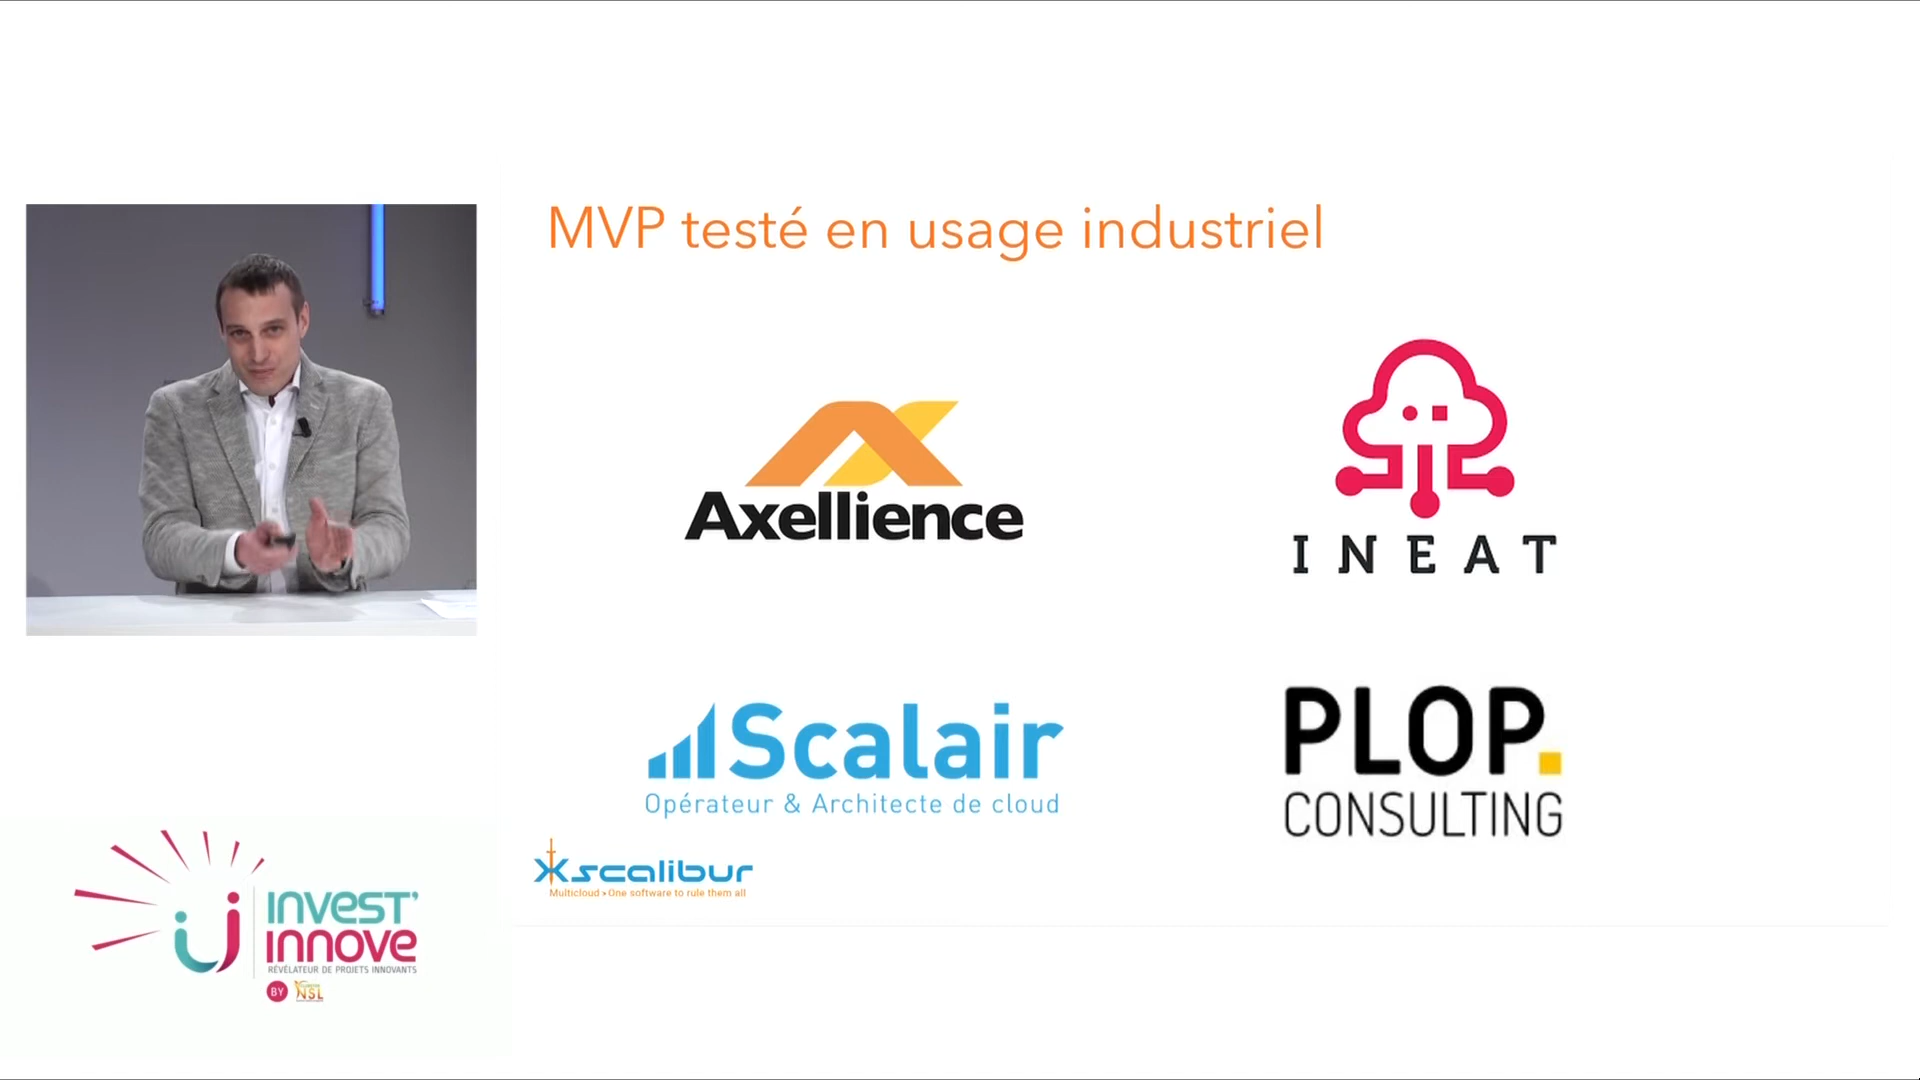 MVP testé en usage industriel
Axellience
INEAT
Scalair
Opérateur & Architecte de cloud
PLOP.
CONSULTING
Xscalibur
Multicloud > One software to rule them all
INVEST'
INNOVE
RÉVÉLATEUR DE PROJETS INNOVANTS
BY NSL